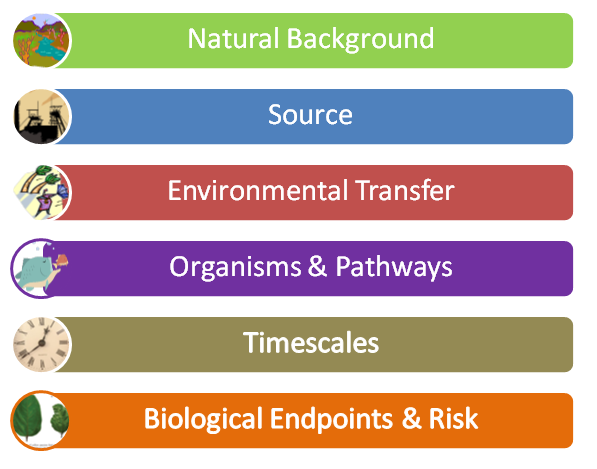 Natural Background
Source
Environmental Transfer
Organisms & Pathways
Timescales
Biological Endpoints & Risk